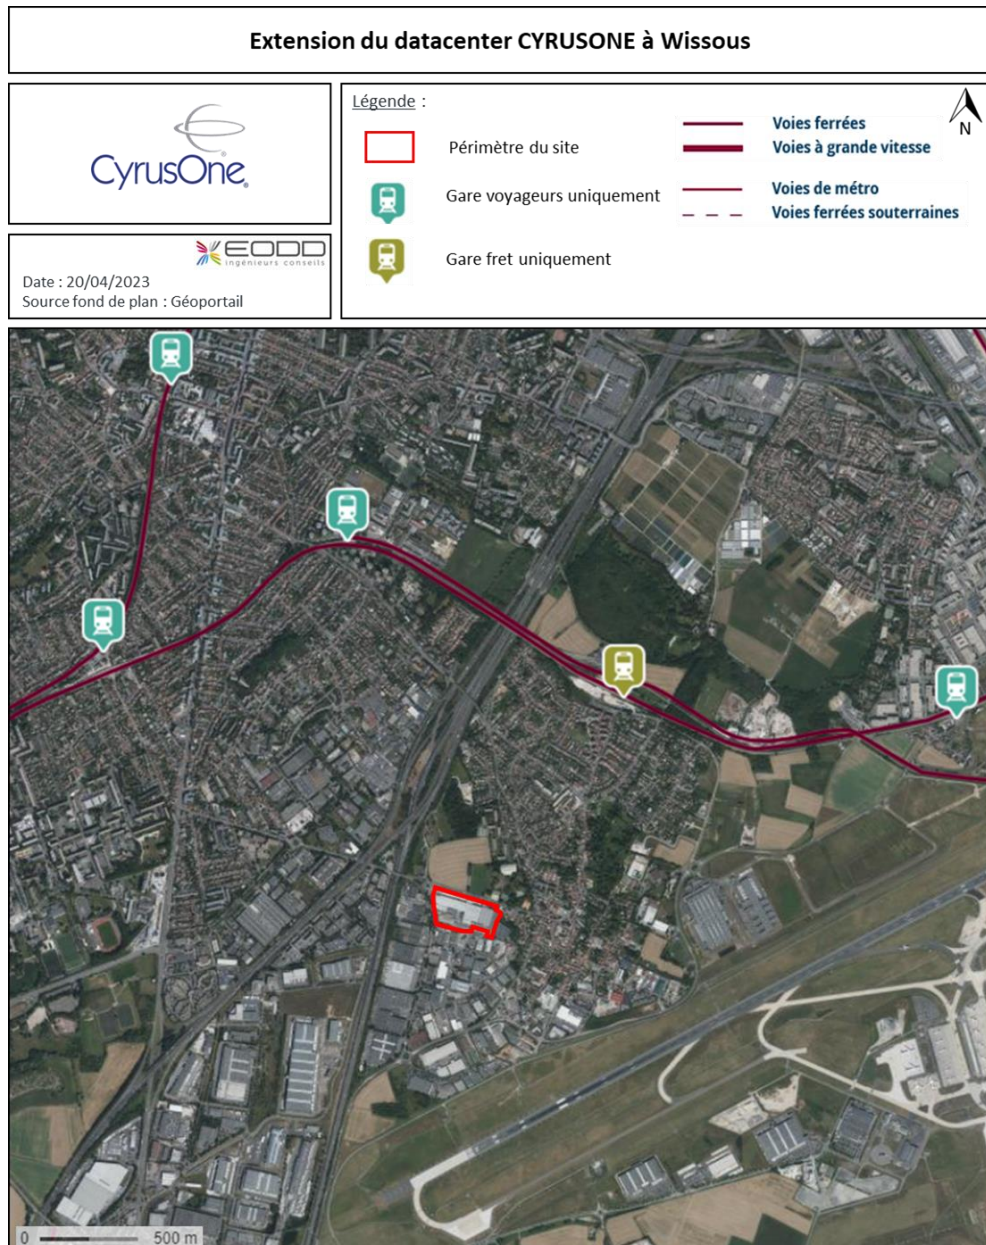 Extension du datacenter CYRUSONE à Wissous
CyrusOne®
EODD
ingénieurs conseils
Date : 20/04/2023
Source fond de plan : Géoportail
Légende :
Périmètre du site
Gare voyageurs uniquement
Gare fret uniquement
Voies ferrées
Voies à grande vitesse
Voies de métro
Voies ferrées souterraines
N
0 500 m